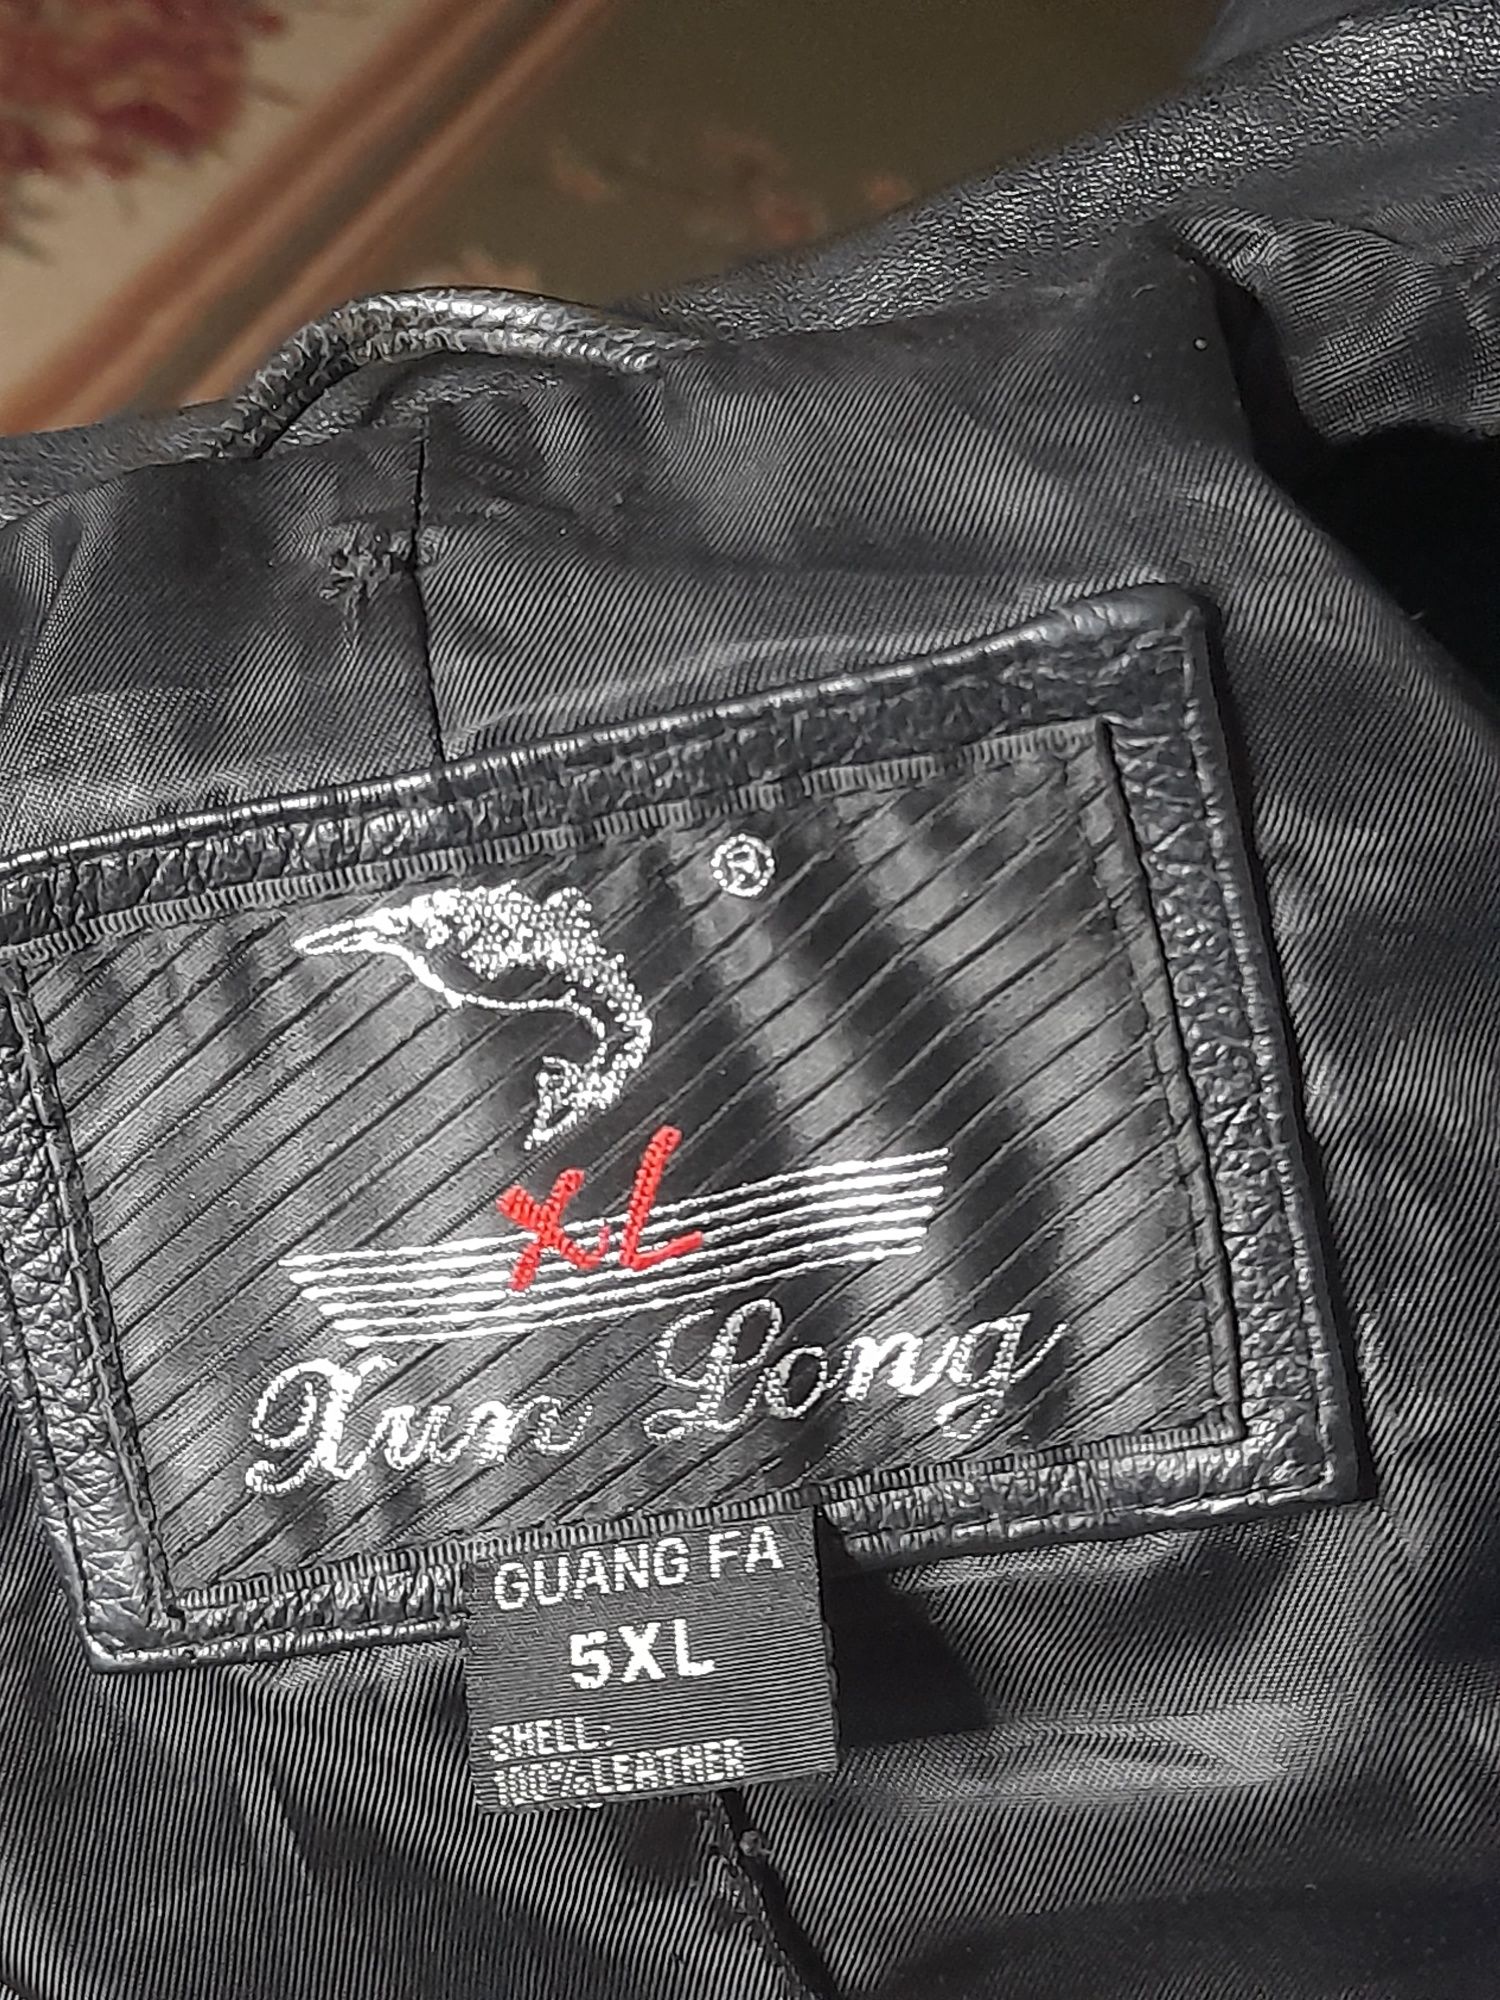 ®
XL
Xun Long
GUANG FA
5XL
SHELL:
100%LEATHER